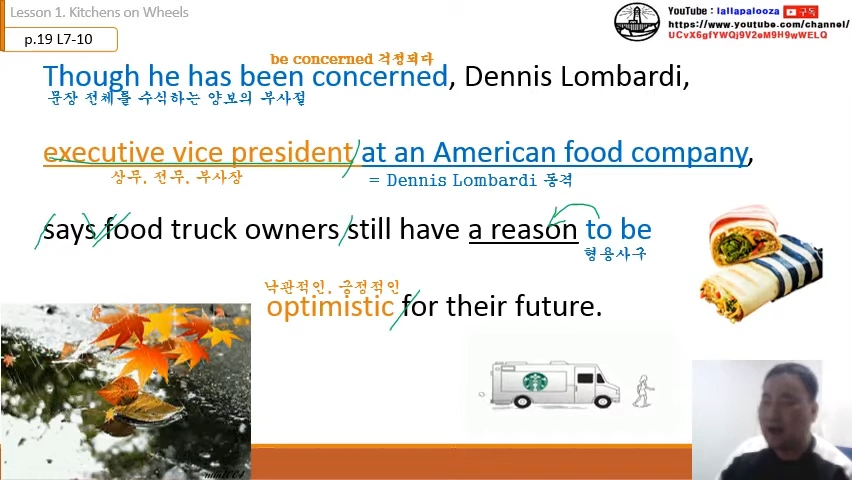 Lesson 1. Kitchens on Wheels
p.19 L7-10
YouTube : lallapalooza 구독
https://www.youtube.com/channel/
UCvX6gfYWQj9V2eM9H9wWELQ
be concerned 걱정되다
Though he has been concerned, Dennis Lombardi,
문장 전체를 수식하는 양보의 부사절
executive vice president at an American food company,
상무, 전무, 부사장
= Dennis Lombardi 동격
says food truck owners still have a reason to be
형용사구
낙관적인, 긍정적인
optimistic for their future.